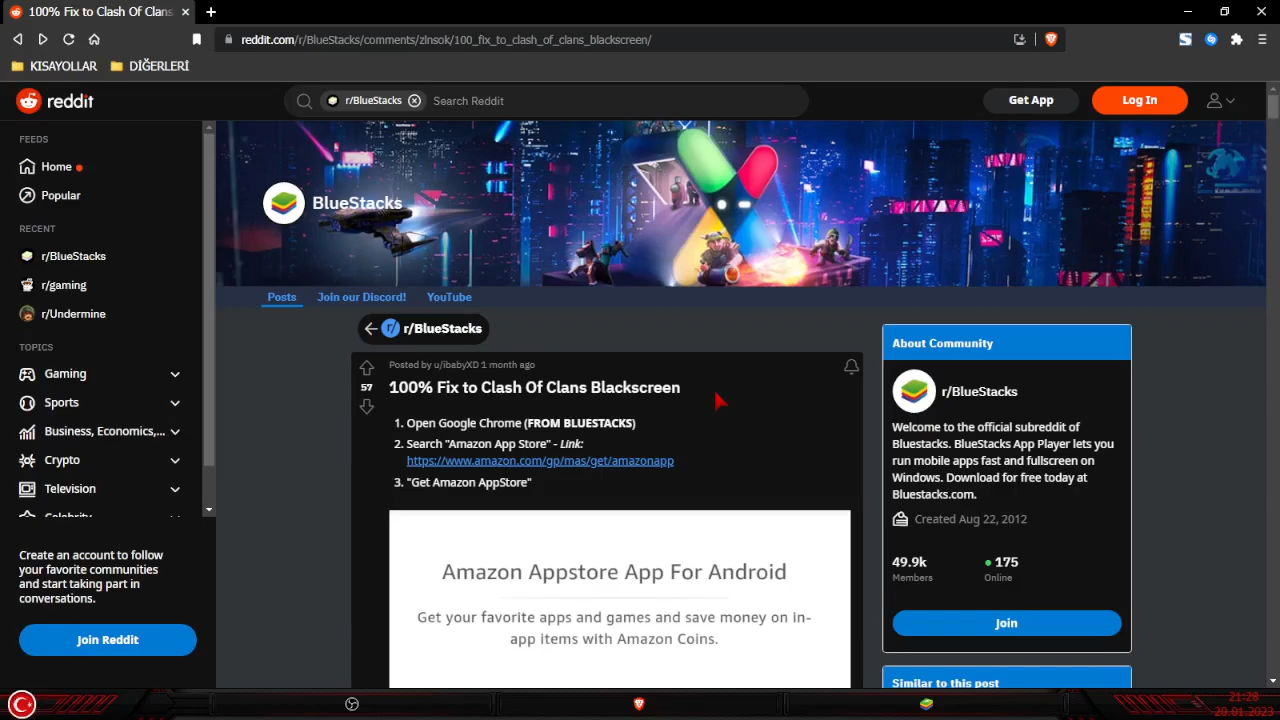 100% Fix to Clash Of Clans
reddit.com/r/BlueStacks/comments/zlnsok/100_fix_to_clash_of_clans_blackscreen/
KISAYOLLAR
DİĞERLERİ
reddit
r/BlueStacks
Search Reddit
Get App
Log In
FEEDS
Home
Popular
RECENT
r/BlueStacks
r/gaming
r/Undermine
TOPICS
Gaming
Sports
Business, Economics,...
Crypto
Television
Celebrity
Create an account to follow
your favorite communities
and start taking part in
conversations.
Join Reddit
BlueStacks
Posts
Join our Discord!
YouTube
r/ r/BlueStacks
57
Posted by u/ibabyXD 1 month ago
100% Fix to Clash Of Clans Blackscreen
1. Open Google Chrome (FROM BLUESTACKS)
2. Search "Amazon App Store" - Link:
https://www.amazon.com/gp/mas/get/amazonapp
3. "Get Amazon AppStore"
Amazon Appstore App For Android
Get your favorite apps and games and save money on in-
app items with Amazon Coins.
About Community
r/BlueStacks
Welcome to the official subreddit of
Bluestacks. BlueStacks App Player lets you
run mobile apps fast and fullscreen on
Windows. Download for free today at
Bluestacks.com.
Created Aug 22, 2012
49.9k
Members
175
Online
Join
Similar to this post
21:28
20.01.2023